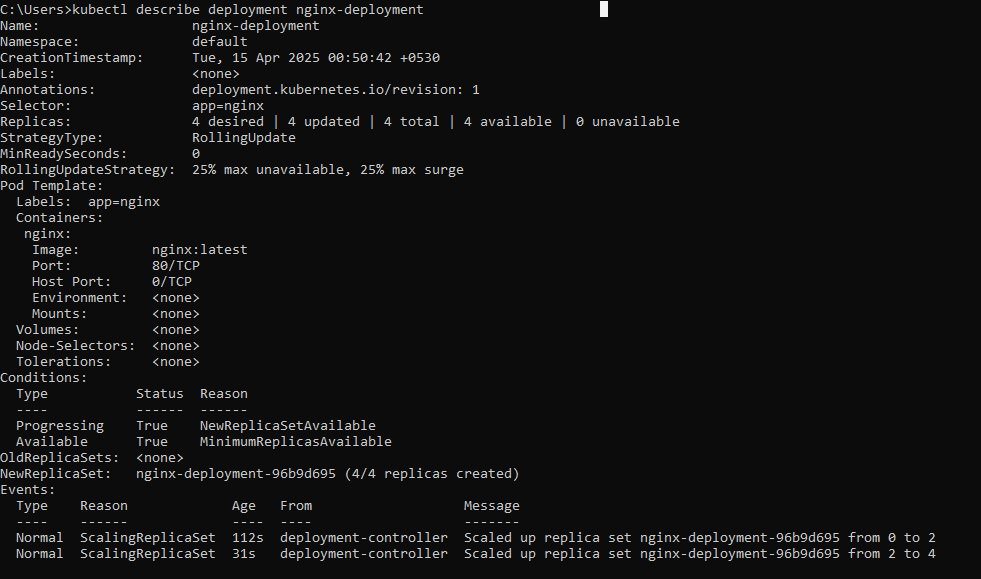 C:\Users>kubectl describe deployment nginx-deployment
Name:                   nginx-deployment
Namespace:              default
CreationTimestamp:      Tue, 15 Apr 2025 00:50:42 +0530
Labels:                 <none>
Annotations:            deployment.kubernetes.io/revision: 1
Selector:               app=nginx
Replicas:               4 desired | 4 updated | 4 total | 4 available | 0 unavailable
StrategyType:           RollingUpdate
MinReadySeconds:        0
RollingUpdateStrategy:  25% max unavailable, 25% max surge
Pod Template:
  Labels:  app=nginx
  Containers:
   nginx:
    Image:         nginx:latest
    Port:          80/TCP
    Host Port:     0/TCP
    Environment:   <none>
    Mounts:        <none>
  Volumes:         <none>
  Node-Selectors:  <none>
  Tolerations:     <none>
Conditions:
  Type           Status  Reason
  ----           ------  ------
  Progressing    True    NewReplicaSetAvailable
  Available      True    MinimumReplicasAvailable
OldReplicaSets:  <none>
NewReplicaSet:   nginx-deployment-96b9d695 (4/4 replicas created)
Events:
  Type    Reason             Age   From                   Message
  ----    ------             ----  ----                   -------
  Normal  ScalingReplicaSet  112s  deployment-controller  Scaled up replica set nginx-deployment-96b9d695 from 0 to 2
  Normal  ScalingReplicaSet  31s   deployment-controller  Scaled up replica set nginx-deployment-96b9d695 from 2 to 4